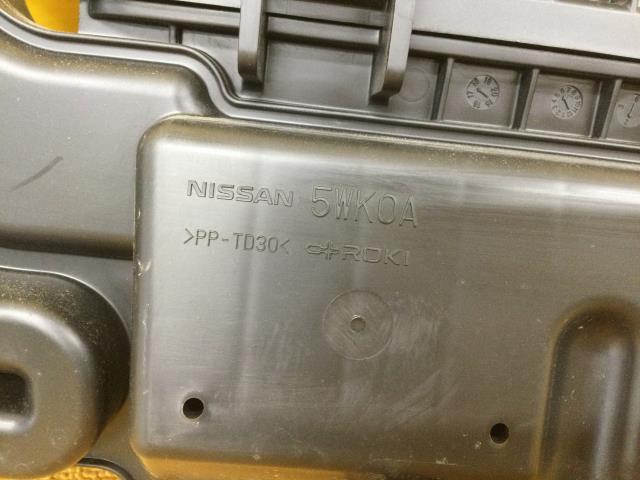 NISSAN 5WK0A
>PP-TD30< ROKI